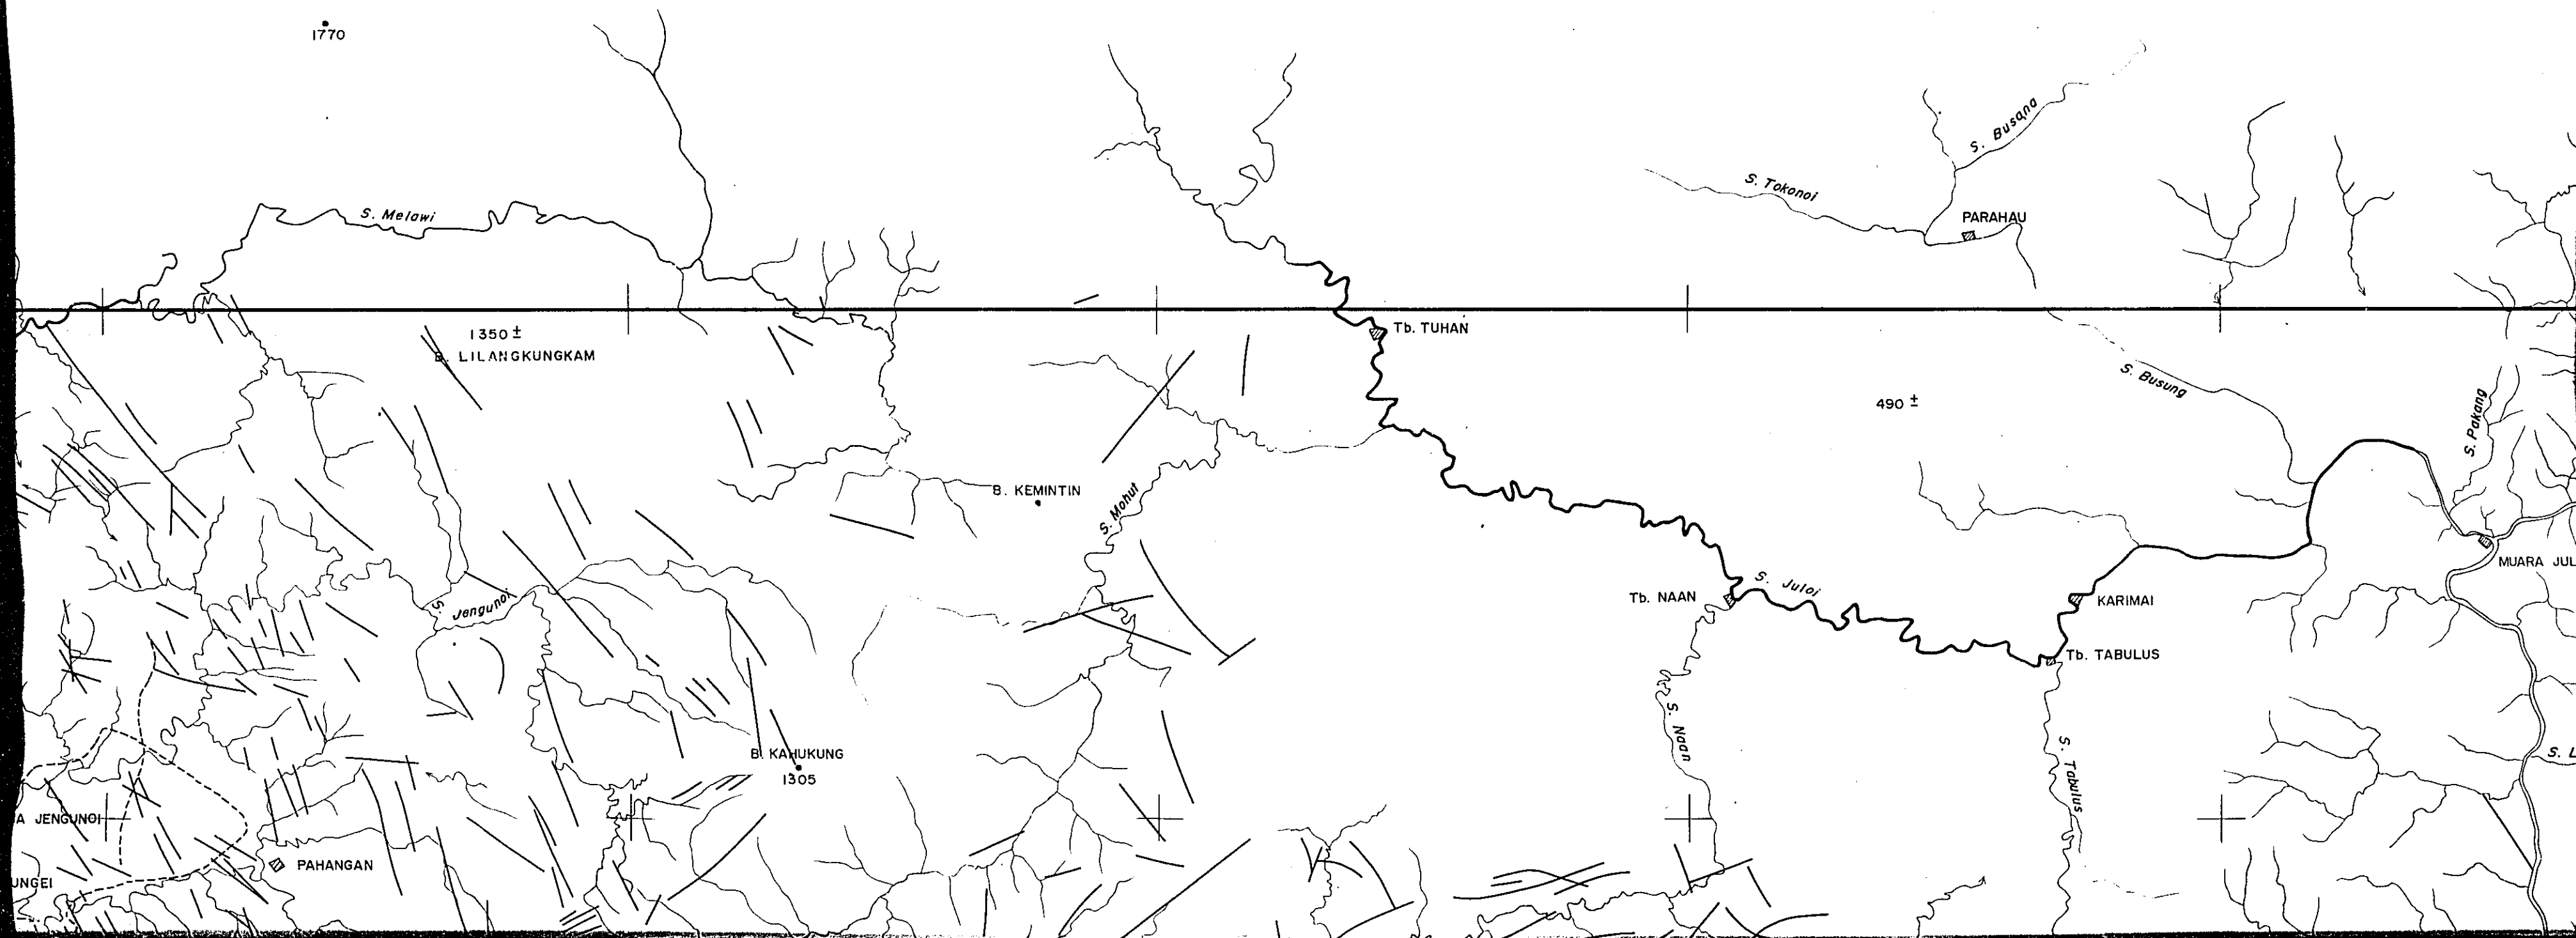 1770
S. Melawi
S. Busana
S. Tokonoi
PARAHAU
1350 ±
B. LILANGKUNGKAM
Tb. TUHAN
S. Busung
490 ±
S. Pakang
B. KEMINTIN
S. Mohut
MUARA JUL
S. Juloi
Tb. NAAN
KARIMAI
S. Jengunoi
Tb. TABULUS
S. Naan
S. Tabulus
B. KAHUKUNG
1305
S. L
A JENGUNOI
PAHANGAN
UNGEI